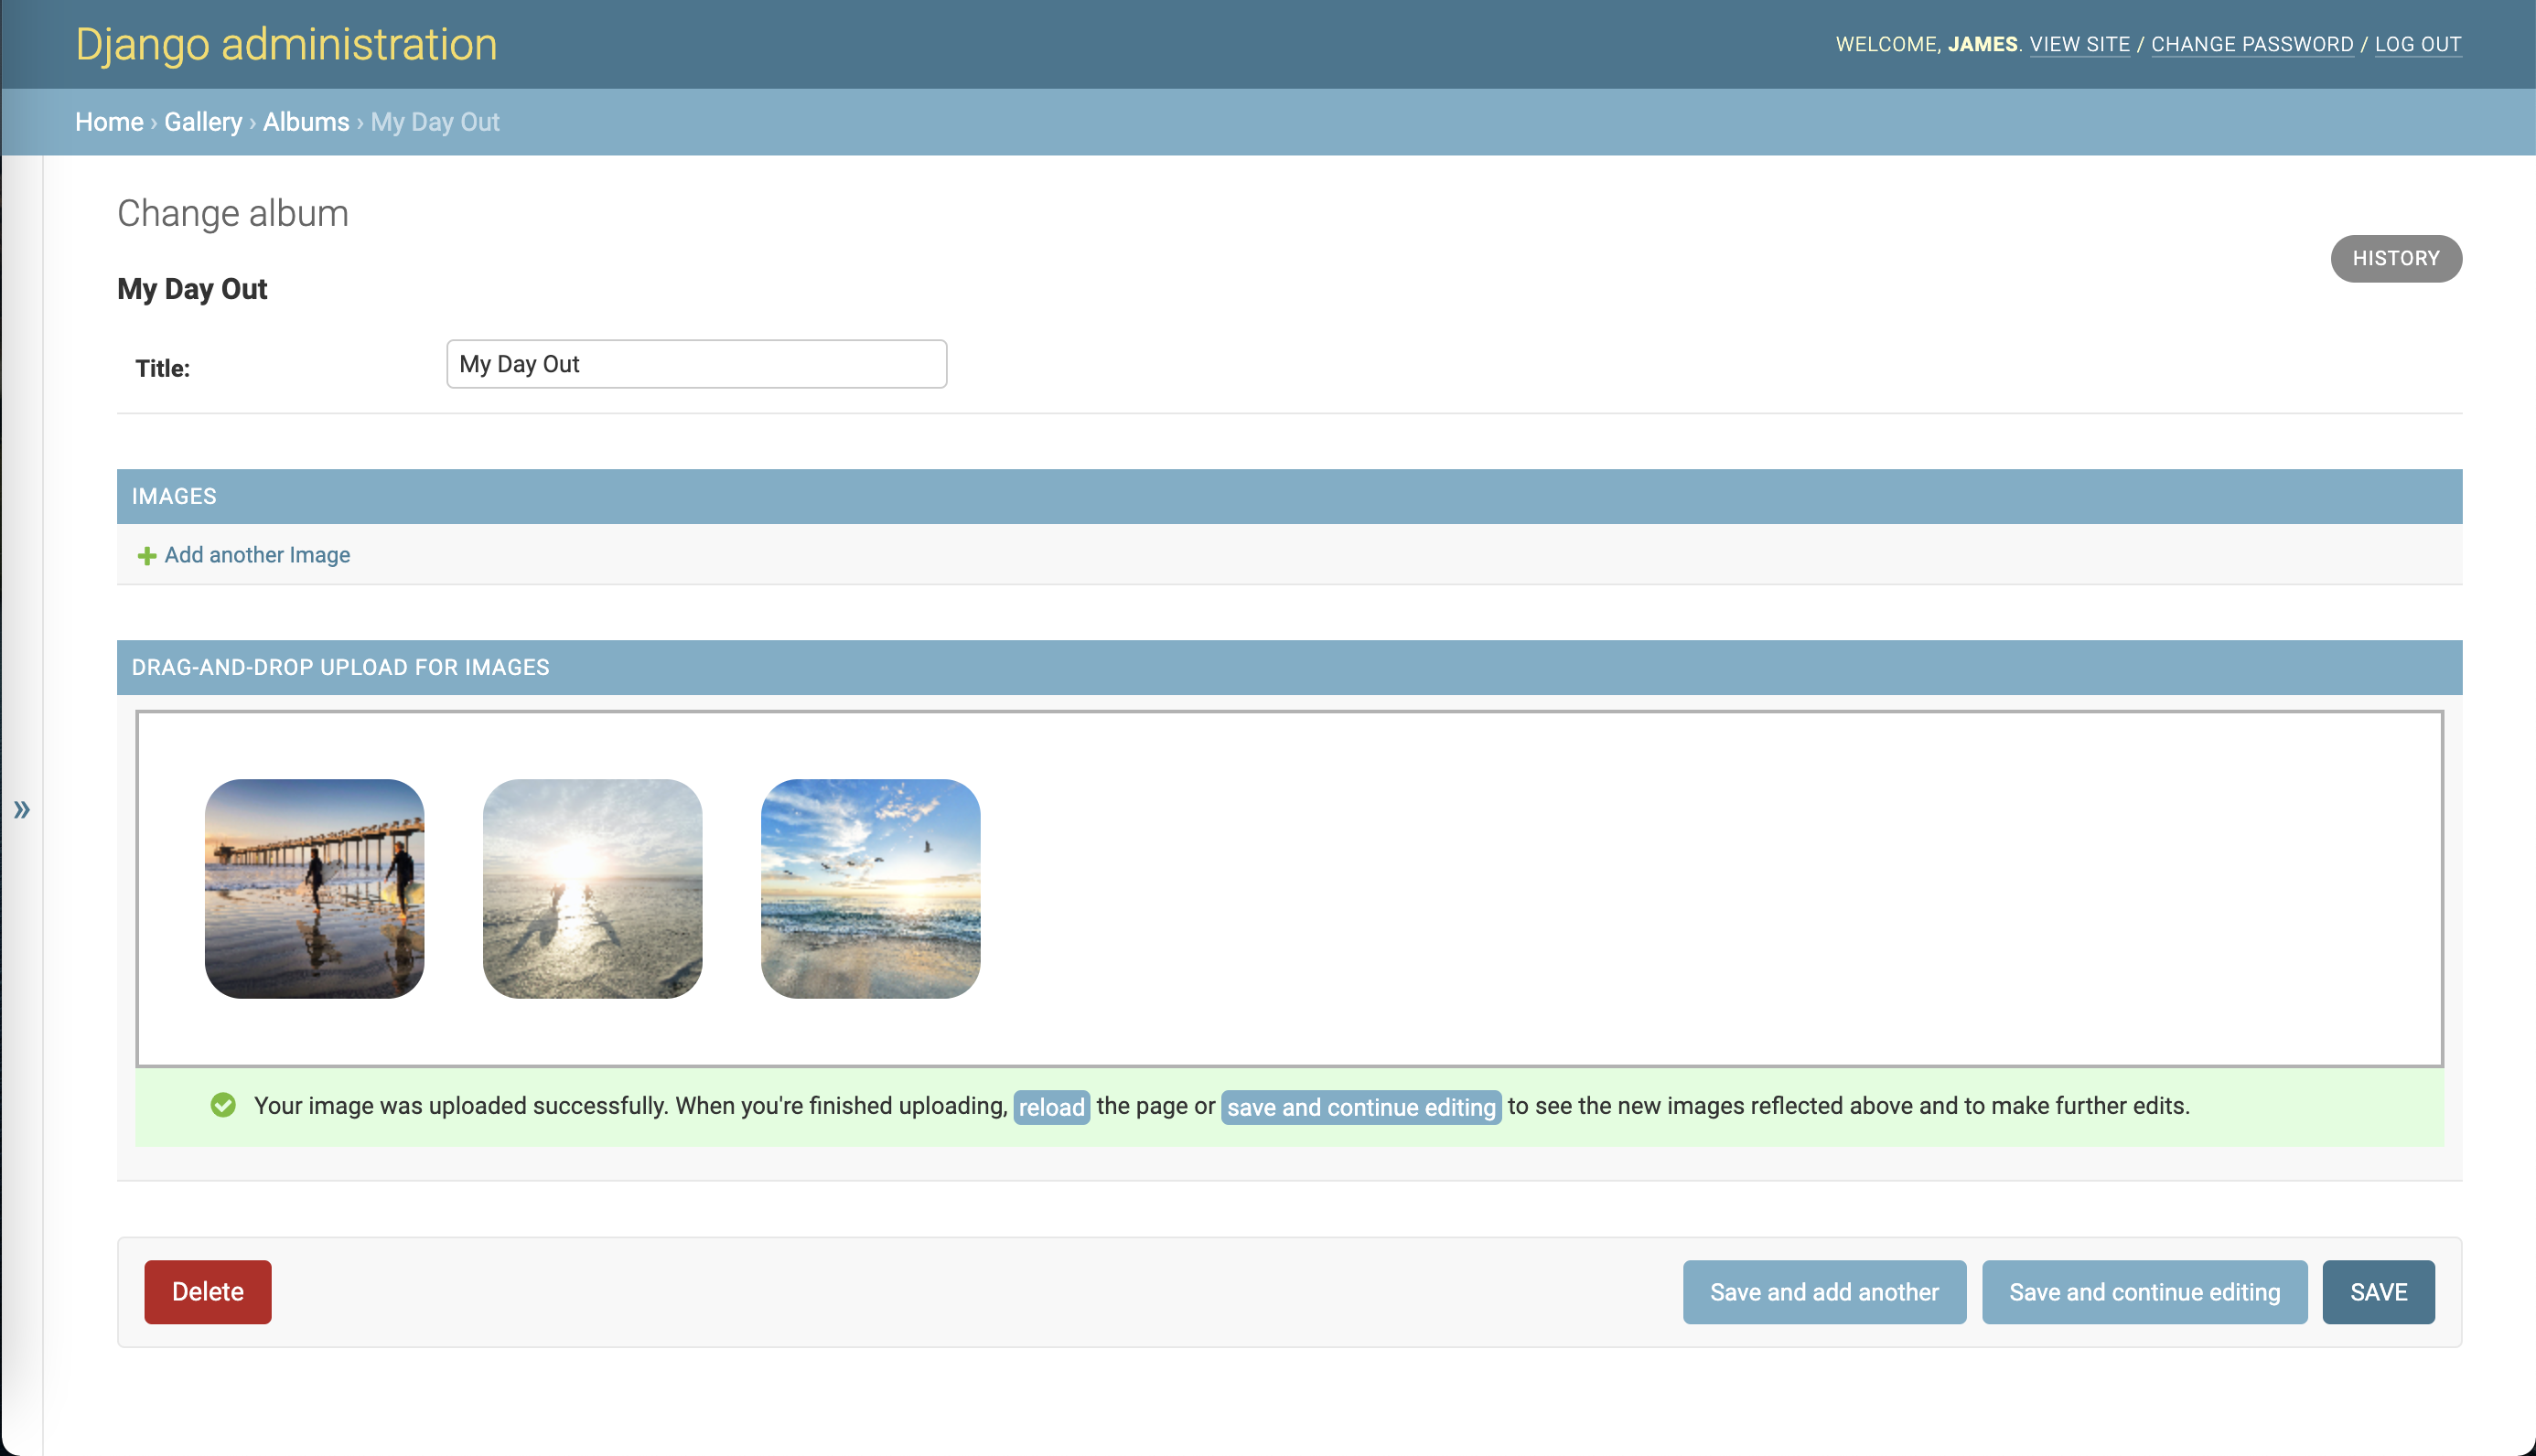 Django administration
WELCOME, JAMES. VIEW SITE / CHANGE PASSWORD / LOG OUT
Home › Gallery › Albums › My Day Out
Change album
HISTORY
My Day Out
Title:
My Day Out
IMAGES
Add another Image
DRAG-AND-DROP UPLOAD FOR IMAGES
»
Your image was uploaded successfully. When you're finished uploading, reload the page or save and continue editing to see the new images reflected above and to make further edits.
Delete
Save and add another
Save and continue editing
SAVE